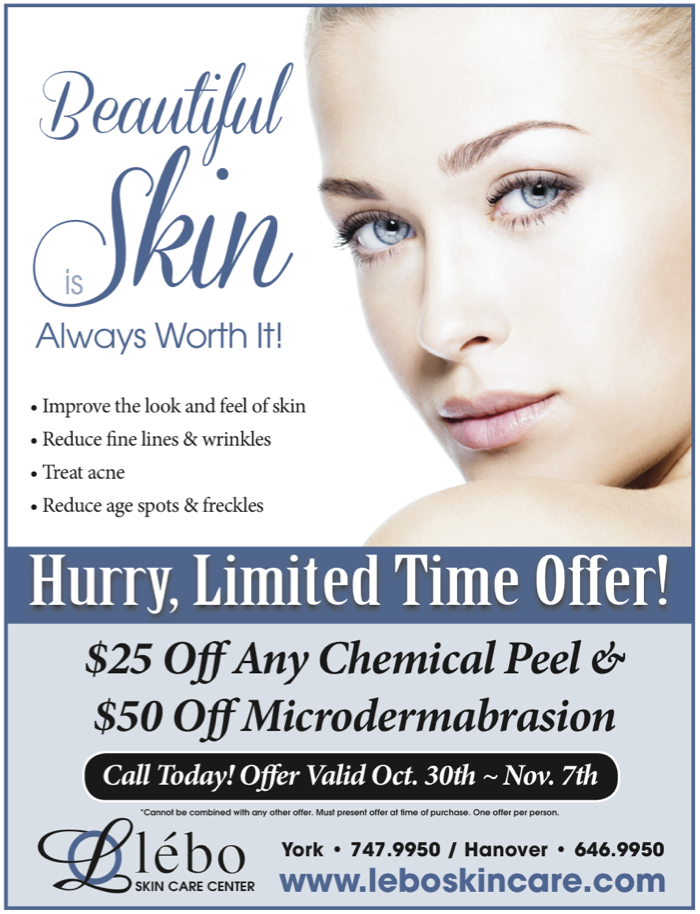 Beautiful
is Skin
Always Worth It!
• Improve the look and feel of skin
• Reduce fine lines & wrinkles
• Treat acne
• Reduce age spots & freckles
Hurry, Limited Time Offer!
$25 Off Any Chemical Peel &
$50 Off Microdermabrasion
Call Today! Offer Valid Oct. 30th ~ Nov. 7th
*Cannot be combined with any other offer. Must present offer at time of purchase. One offer per person.
L lébo
SKIN CARE CENTER
York • 747.9950 / Hanover • 646.9950
www.leboskincare.com